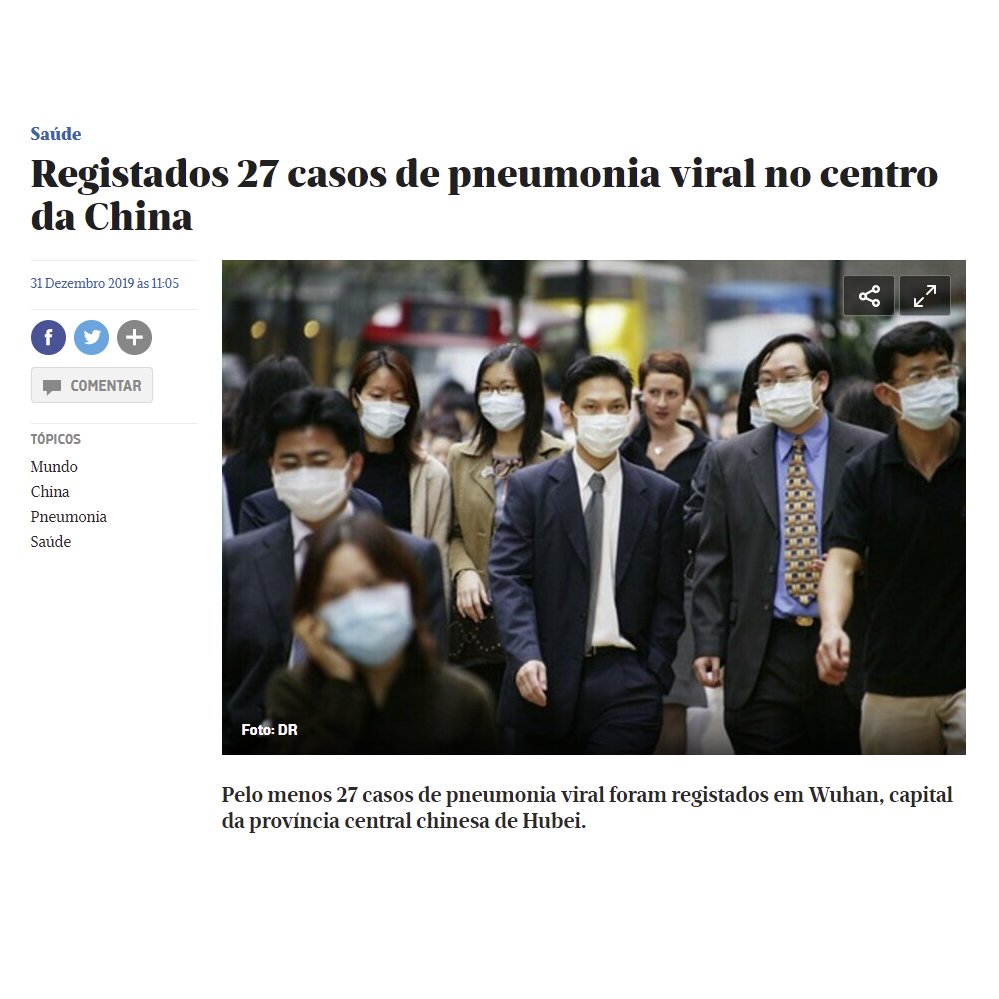 Saúde
Registados 27 casos de pneumonia viral no centro
da China
31 Dezembro 2019 às 11:05
COMENTAR
TÓPICOS
Mundo
China
Pneumonia
Saúde
Foto: DR
Pelo menos 27 casos de pneumonia viral foram registados em Wuhan, capital
da província central chinesa de Hubei.